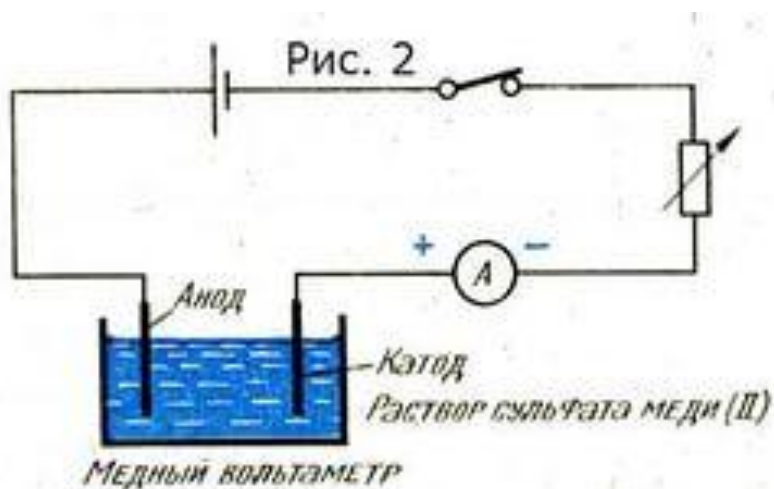 Рис. 2
+ −
А
Анод
Катод
Раствор сульфата меди (II)
Медный вольтаметр